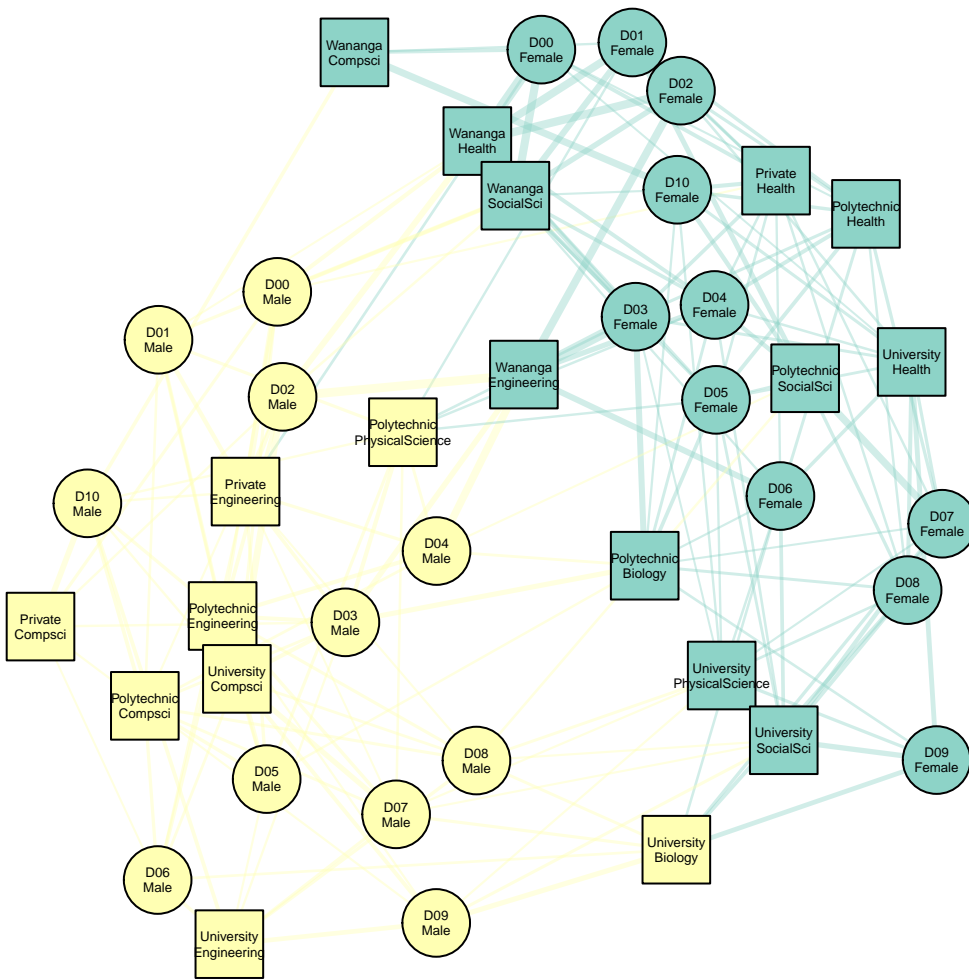 D00
Female
D01
Female
Wananga
Compsci
D02
Female
Wananga
Health
Private
Health
Wananga
SocialSci
D10
Female
Polytechnic
Health
D00
Male
D04
Female
D03
Female
D01
Male
Wananga
Engineering
Polytechnic
SocialSci
University
Health
D02
Male
D05
Female
Polytechnic
PhysicalScience
Private
Engineering
D06
Female
D10
Male
D07
Female
D04
Male
Polytechnic
Biology
D08
Female
Polytechnic
Engineering
D03
Male
Private
Compsci
University
Compsci
University
PhysicalScience
Polytechnic
Compsci
University
SocialSci
D08
Male
D09
Female
D05
Male
D07
Male
University
Biology
D06
Male
D09
Male
University
Engineering